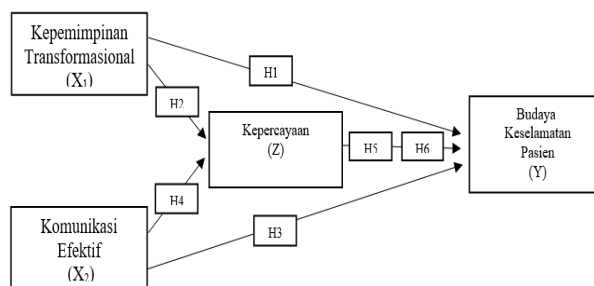 Kepemimpinan
Transformasional
(X₁)
H1
H2
Kepercayaan
(Z)
H5
H6
Budaya
Keselamatan
Pasien
(Y)
H4
H3
Komunikasi
Efektif
(X₂)